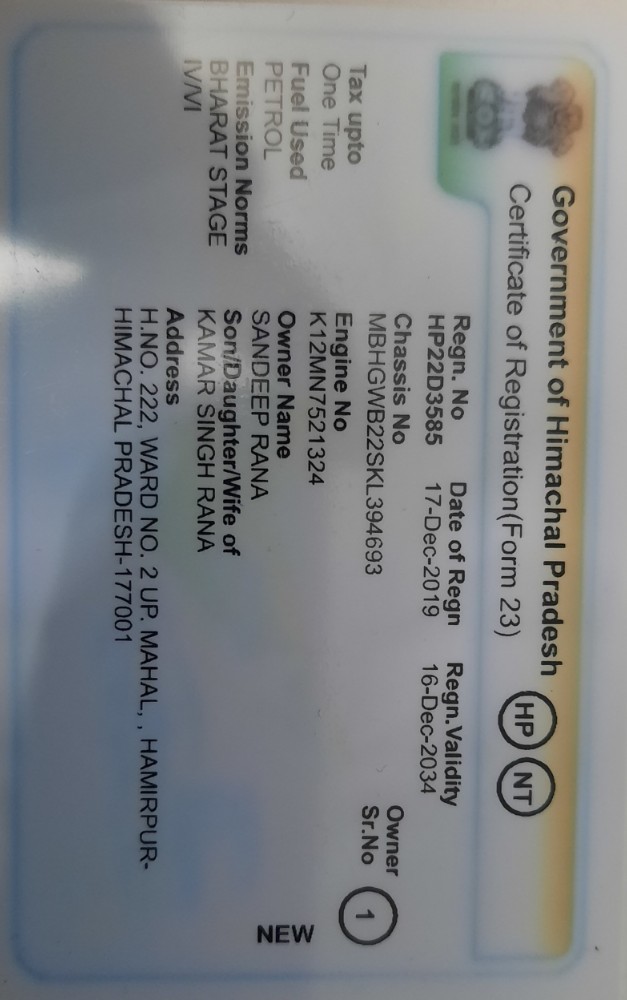 Government of Himachal Pradesh
Certificate of Registration(Form 23)
HP
NT
Regn. No Date of Regn Regn.Validity
HP22D3585 17-Dec-2019 16-Dec-2034
Chassis No
MBHGWB22SKL394693
Engine No
K12MN7521324
Owner Name
SANDEEP RANA
Son/Daughter/Wife of
KAMAR SINGH RANA
Address
H.NO. 222, WARD NO. 2 UP. MAHAL, , HAMIRPUR-
HIMACHAL PRADESH-177001
Owner
Sr.No
1
Tax upto
One Time
Fuel Used
PETROL
Emission Norms
BHARAT STAGE
IV/VI
NEW